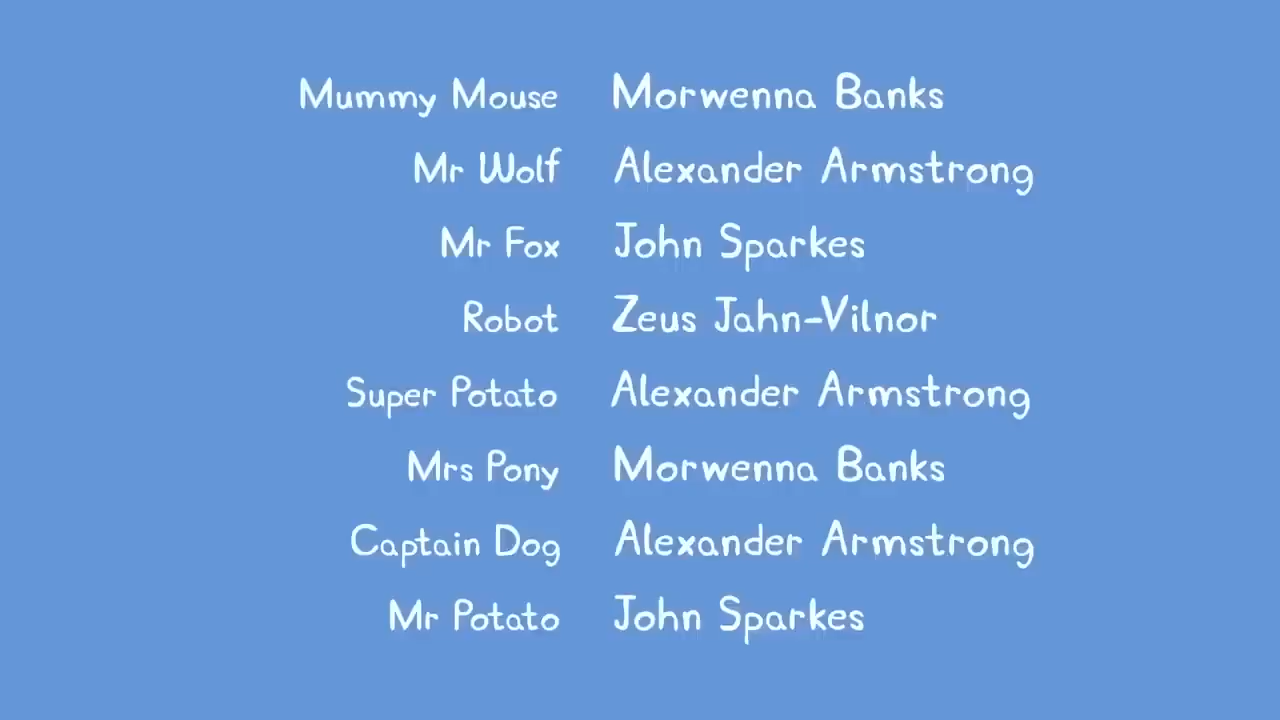 Mummy Mouse Morwenna Banks
Mr Wolf Alexander Armstrong
Mr Fox John Sparkes
Robot Zeus Jahn-Vilnor
Super Potato Alexander Armstrong
Mrs Pony Morwenna Banks
Captain Dog Alexander Armstrong
Mr Potato John Sparkes